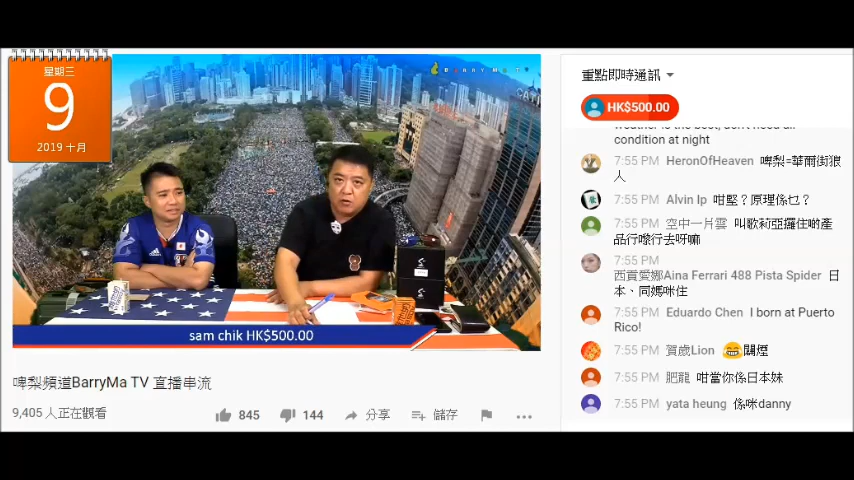 星期三
9
2019 十月
BARRYMA TV
sam chik HK$500.00
啤梨頻道BarryMa TV 直播串流
9,405 人正在觀看
845
144
分享
儲存
重點即時通訊
HK$500.00
condition at night
7:55 PM HeronOfHeaven 啤梨=華爾街狼
人
7:55 PM Alvin Ip 咁堅？原理係乜？
7:55 PM 空中一片雲 叫歌莉亞攞住啲產
品行嚟行去呀嘛
7:55 PM
西貢愛娜Aina Ferrari 488 Pista Spider 日
本、同媽咪住
7:55 PM Eduardo Chen I born at Puerto
Rico!
7:55 PM 賀歲Lion 😂關煙
7:55 PM 肥龍 咁當你係日本妹
7:55 PM yata heung 係咪danny